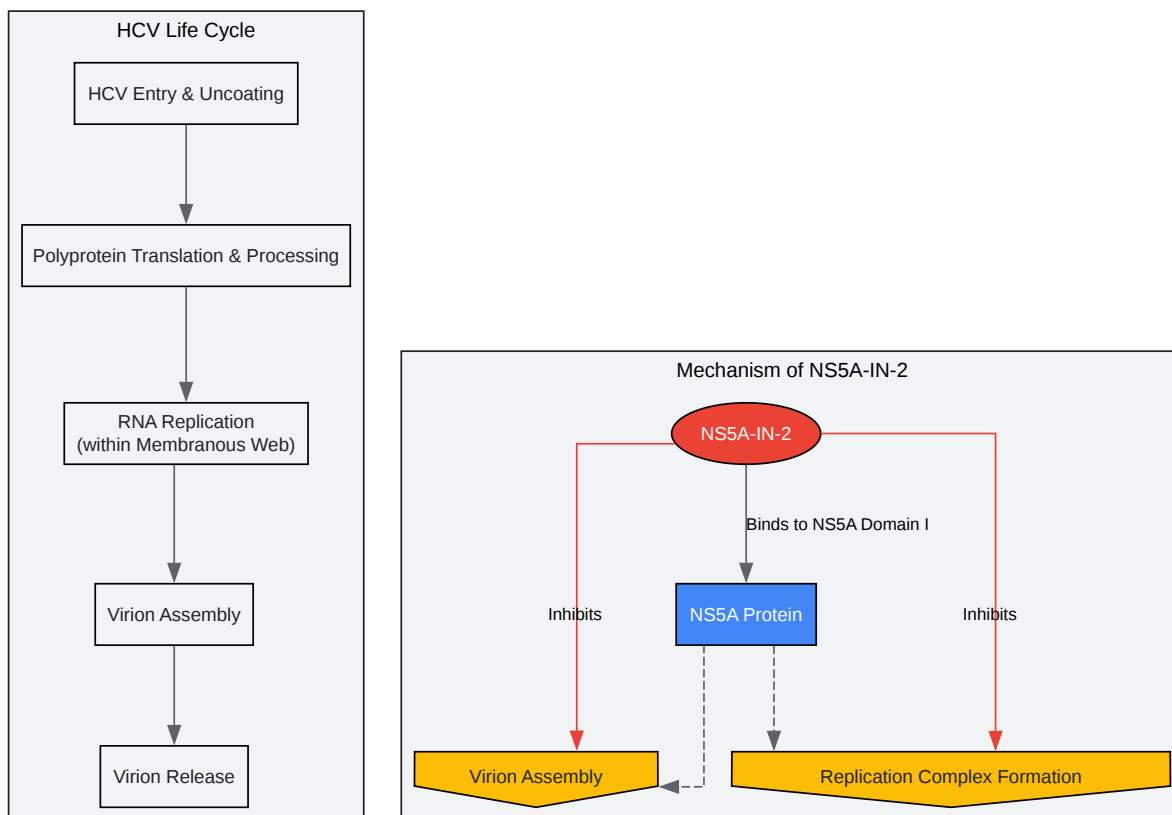 HCV Life Cycle
HCV Entry & Uncoating
Polyprotein Translation & Processing
RNA Replication
(within Membranous Web)
Virion Assembly
Virion Release
Mechanism of NS5A-IN-2
NS5A-IN-2
Binds to NS5A Domain I
NS5A Protein
Inhibits
Inhibits
Virion Assembly
Replication Complex Formation